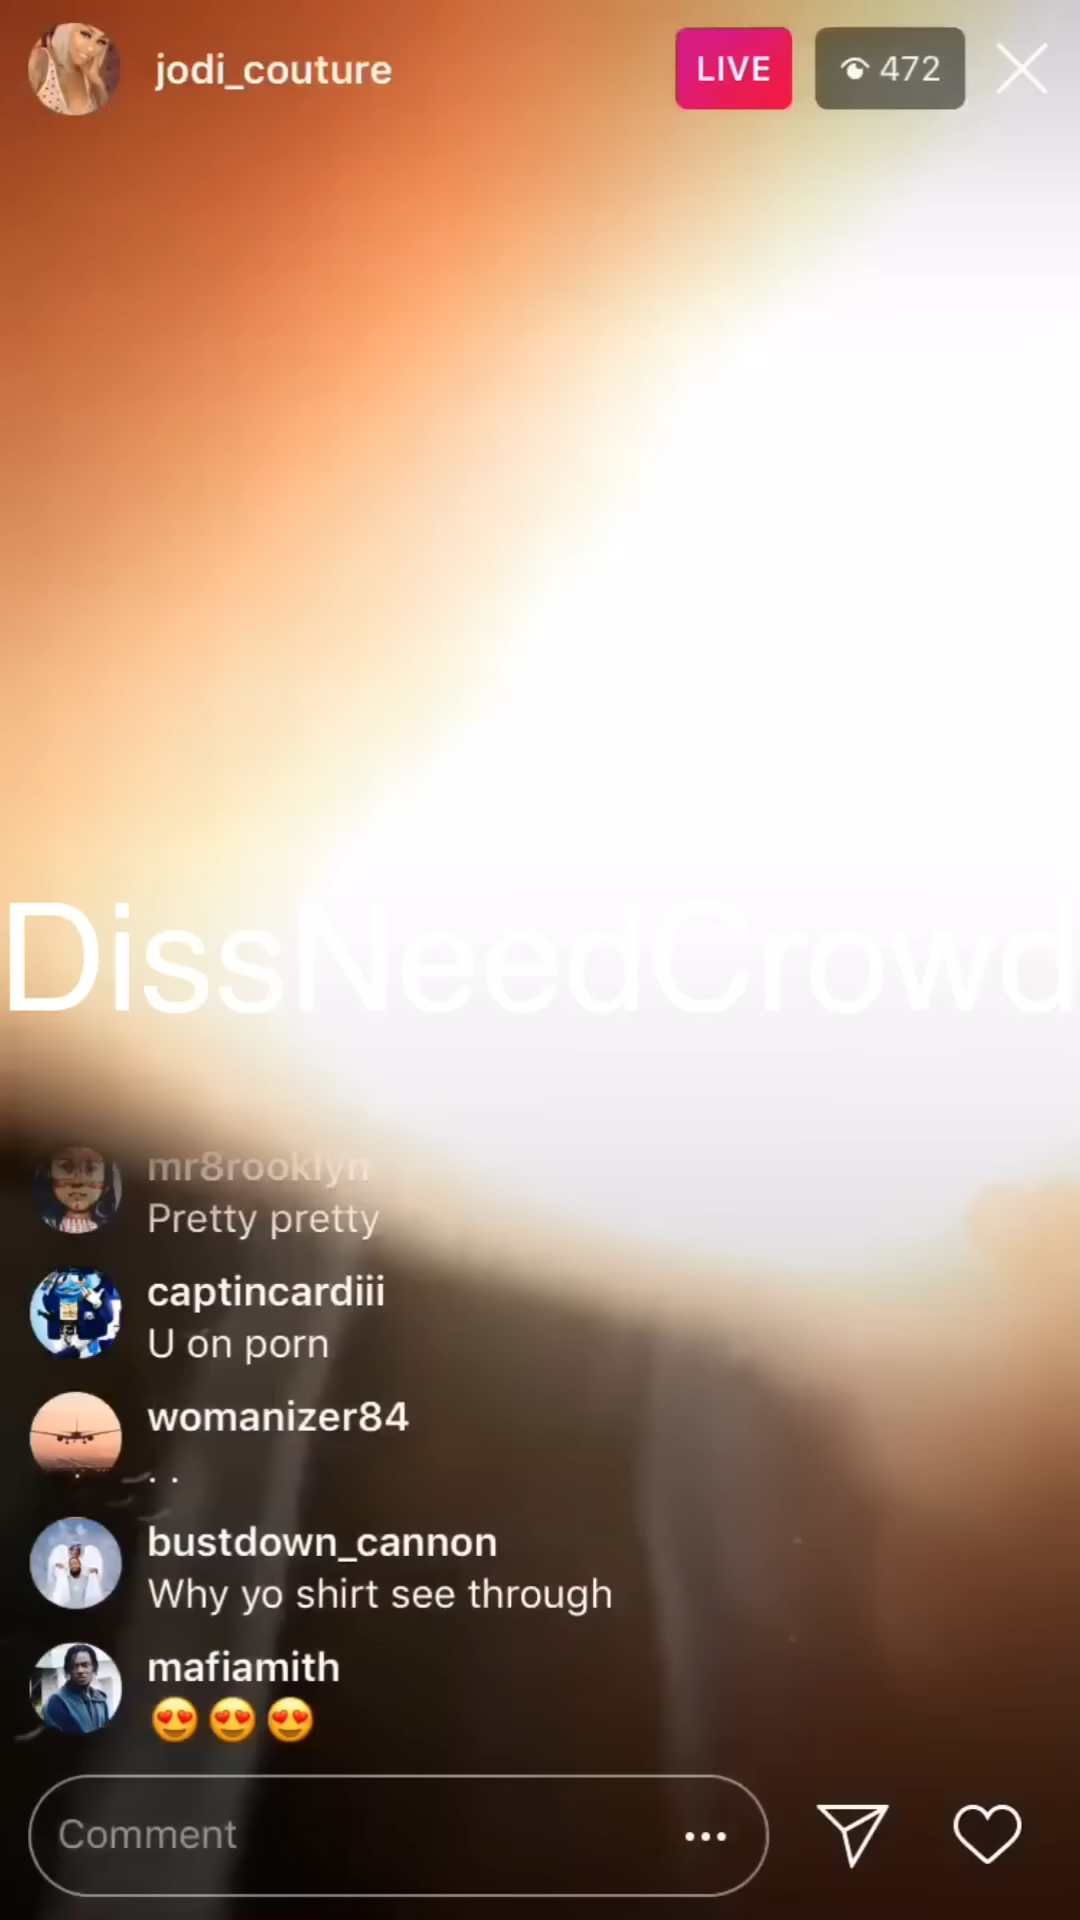 jodi_couture
LIVE
472
DissNeedCrowd
mr8rooklyn
Pretty pretty
captincardiii
U on porn
womanizer84
. .
bustdown_cannon
Why yo shirt see through
mafiamith
😍😍😍
Comment